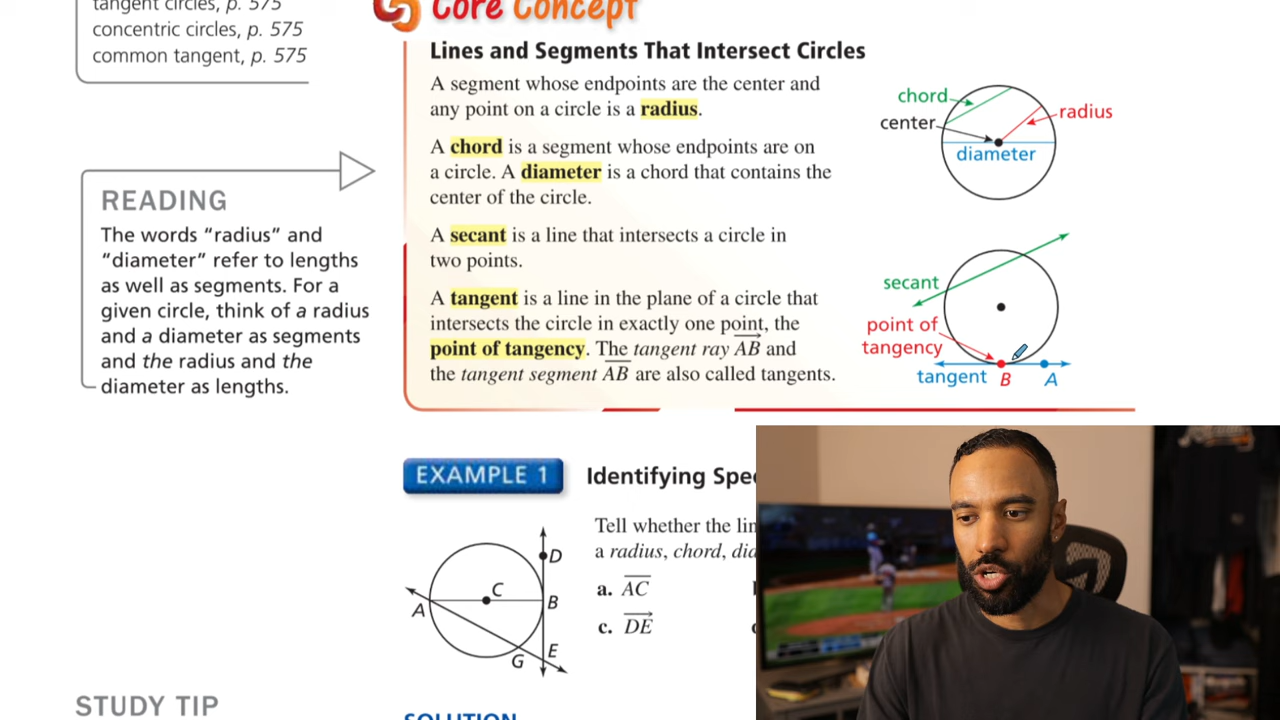 tangent circles, p. 575
concentric circles, p. 575
common tangent, p. 575
Core Concept
Lines and Segments That Intersect Circles
A segment whose endpoints are the center and
any point on a circle is a radius.
A chord is a segment whose endpoints are on
a circle. A diameter is a chord that contains the
center of the circle.
A secant is a line that intersects a circle in
two points.
A tangent is a line in the plane of a circle that
intersects the circle in exactly one point, the
point of tangency. The tangent ray AB and
the tangent segment AB are also called tangents.
chord
center
radius
diameter
secant
point of
tangency
tangent B A
READING
The words “radius” and
“diameter” refer to lengths
as well as segments. For a
given circle, think of a radius
and a diameter as segments
and the radius and the
diameter as lengths.
EXAMPLE 1
Identifying
Tell whether the
a radius, chord,
a. AC
c. DE
D
C
A
B
G
E
STUDY TIP
SOLUTION